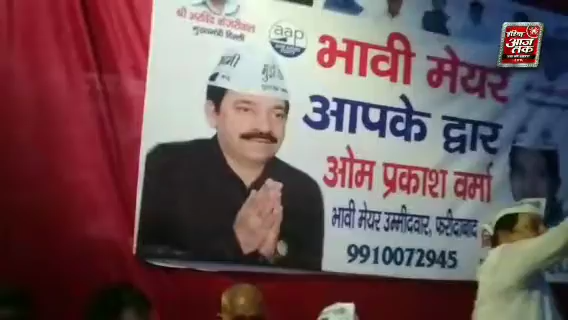 श्री अरविंद केजरीवाल
मुख्यमंत्री दिल्ली
aap
भावी मेयर
आपके द्वार
ओम प्रकाश वर्मा
भावी मेयर उम्मीदवार, फरीदाबाद
9910072945
इंडिया
आज तक